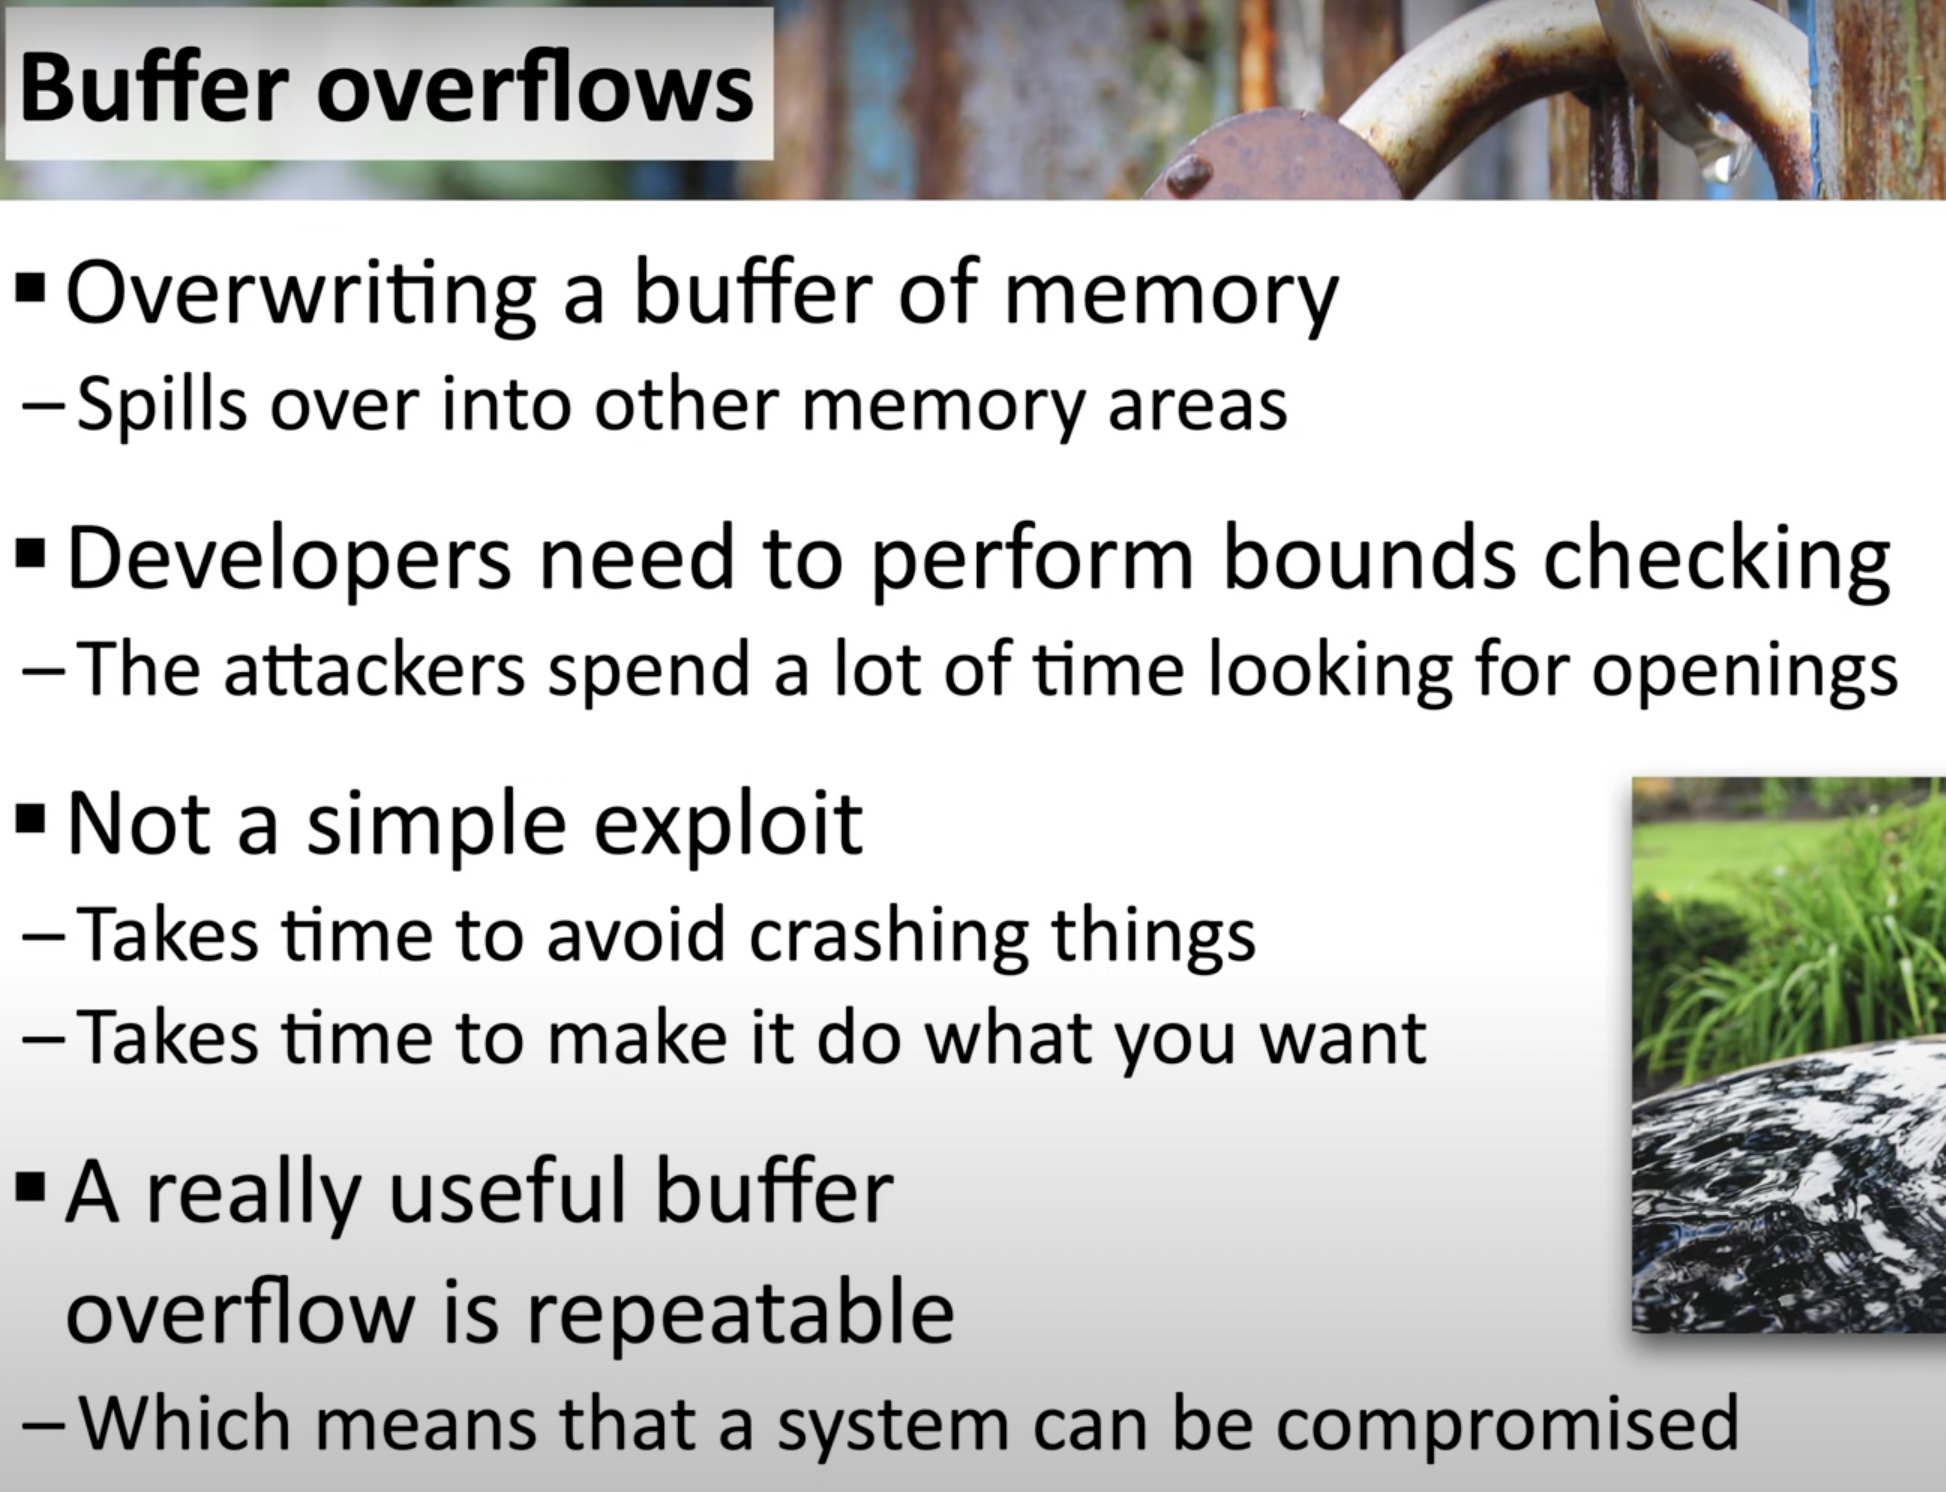 Buffer overflows
▪ Overwriting a buffer of memory
– Spills over into other memory areas
▪ Developers need to perform bounds checking
– The attackers spend a lot of time looking for openings
▪ Not a simple exploit
– Takes time to avoid crashing things
– Takes time to make it do what you want
▪ A really useful buffer
overflow is repeatable
– Which means that a system can be compromised